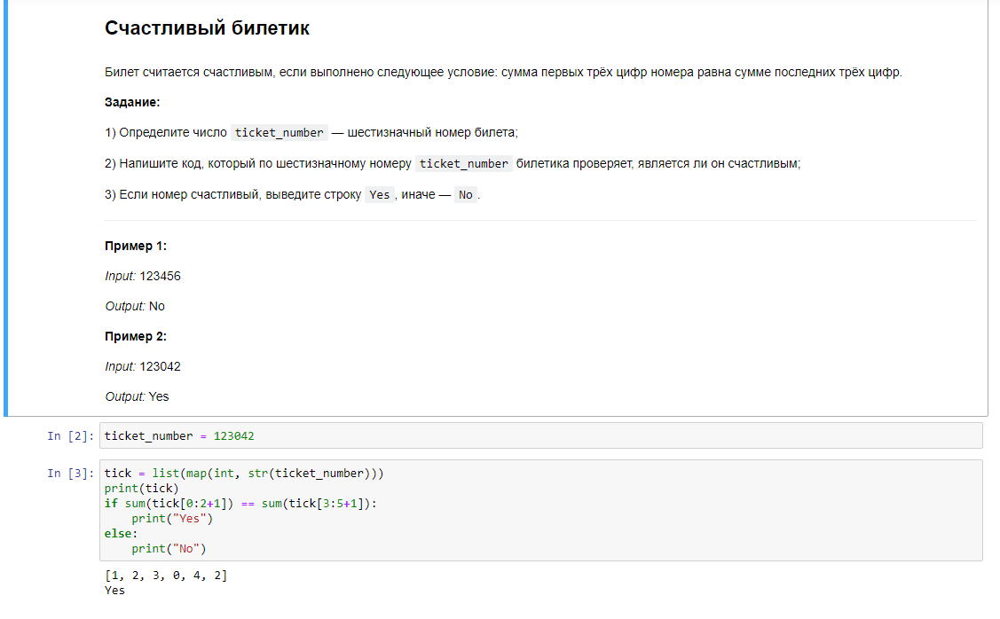 Счастливый билетик
Билет считается счастливым, если выполнено следующее условие: сумма первых трёх цифр номера равна сумме последних трёх цифр.
Задание:
1) Определите число ticket_number — шестизначный номер билета;
2) Напишите код, который по шестизначному номеру ticket_number билетика проверяет, является ли он счастливым;
3) Если номер счастливый, выведите строку Yes , иначе — No .
Пример 1:
Input: 123456
Output: No
Пример 2:
Input: 123042
Output: Yes
In [2]: ticket_number = 123042
In [3]: tick = list(map(int, str(ticket_number)))
print(tick)
if sum(tick[0:2+1]) == sum(tick[3:5+1]):
    print("Yes")
else:
    print("No")
[1, 2, 3, 0, 4, 2]
Yes